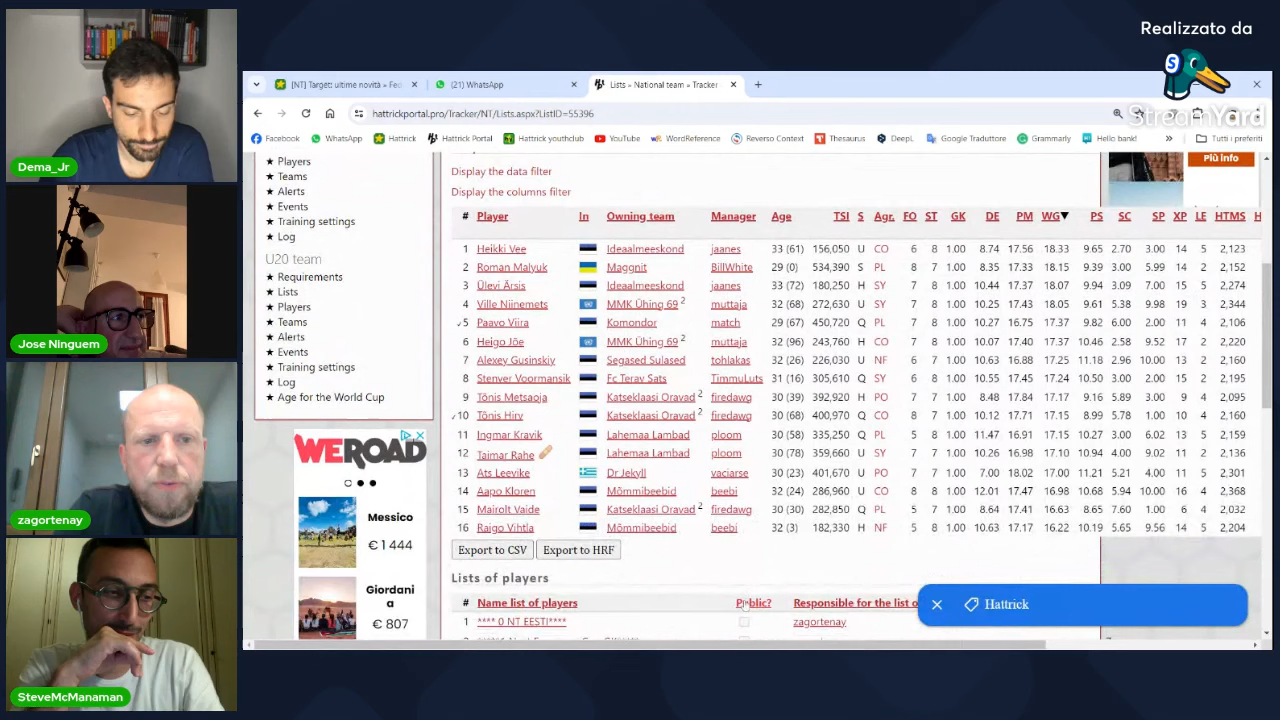 Realizzato da
StreamYard
Dema_Jr
Jose Ninguem
zagortenay
SteveMcManaman
[NT] Target: ultime novità » Fe
(21) WhatsApp
Lists » National team » Tracker
hattrickportal.pro/Tracker/NT/Lists.aspx?ListID=55396
Facebook WhatsApp Hattrick Hattrick Portal Hattrick youthclub YouTube WordReference Reverso Context Thesaurus DeepL Google Traduttore Grammarly Hello bank! » Tutti i preferiti
★ Players
★ Teams
★ Alerts
★ Events
★ Training settings
★ Log
U20 team
★ Requirements
★ Lists
★ Players
★ Teams
★ Alerts
★ Events
★ Training settings
★ Log
★ Age for the World Cup
WEROAD
Messico
€ 1 444
Giordani
a
€ 807
Più info
Display the data filter
Display the columns filter
# Player In Owning team Manager Age TSI S Agr. FO ST GK DE PM WG▼ PS SC SP XP LE HTMS H
1 Heikki Vee Ideaalmeeskond jaanes 33 (61) 156,050 U CO 6 8 1.00 8.74 17.56 18.33 9.65 2.70 3.00 14 5 2,123
2 Roman Malyuk Maggnit BillWhite 29 (0) 534,390 S PL 8 7 1.00 8.35 17.33 18.15 9.39 3.00 5.99 14 2 2,152
3 Ülevi Ärsis Ideaalmeeskond jaanes 33 (72) 180,250 H SY 7 8 1.00 10.44 17.37 18.07 9.94 3.09 7.00 15 5 2,274
4 Ville Niinemets MMK Ühing 69 2 muttaja 32 (68) 272,630 U SY 7 7 1.00 10.25 17.43 18.05 9.61 5.38 9.98 19 3 2,344
✓5 Paavo Viira Komondor match 29 (67) 450,720 Q PL 7 8 1.00 10.27 16.75 17.37 9.82 6.00 2.00 11 4 2,106
6 Heigo Jõe MMK Ühing 69 2 muttaja 32 (96) 243,760 H CO 7 7 1.00 10.07 17.40 17.37 10.46 2.58 9.52 17 2 2,220
7 Alexey Gusinskiy Segased Sulased tohlakas 32 (26) 226,030 U NF 6 5 1.00 10.63 16.88 17.25 11.18 2.96 10.00 13 2 2,160
8 Stenver Voormansik Fc Terav Sats TimmuLuts 31 (16) 305,610 Q SY 6 8 1.00 10.55 17.45 17.24 10.50 2.00 2.00 15 2 2,195
9 Tõnis Metsaoja Katseklaasi Oravad 2 firedawg 30 (39) 392,920 H PO 7 7 1.00 8.48 17.84 17.17 9.16 5.89 3.00 9 4 2,095
✓10 Tõnis Hirv Katseklaasi Oravad 2 firedawg 30 (68) 400,970 Q CO 8 8 1.00 10.12 17.71 17.15 8.99 5.78 1.00 10 4 2,160
11 Ingmar Kravik Lahemaa Lambad ploom 30 (58) 335,250 Q PL 5 8 1.00 11.47 16.91 17.15 10.27 3.00 6.02 13 5 2,159
12 Taimar Rahe Lahemaa Lambad ploom 30 (78) 359,660 U SY 7 7 1.00 10.26 16.98 17.10 10.94 4.00 9.02 11 2 2,136
13 Ats Leevike Dr Jekyll vaciarse 30 (23) 401,670 U PO 7 7 1.00 7.00 18.02 17.00 11.21 5.21 4.00 11 5 2,301
14 Aapo Kloren Mõmmibeebid beebi 32 (24) 286,960 U CO 8 8 1.00 12.01 17.47 16.98 10.68 5.94 10.00 16 4 2,368
15 Mairolt Vaide Katseklaasi Oravad 2 firedawg 30 (30) 282,850 Q PL 5 7 1.00 8.64 17.41 16.63 8.65 7.60 1.00 6 4 2,032
16 Raigo Vihtla Mõmmibeebid beebi 32 (3) 182,330 H NF 5 8 1.00 10.63 17.17 16.22 10.19 5.65 9.56 14 5 2,204
Export to CSV Export to HRF
Lists of players
# Name list of players Public? Responsible for the list o
1 **** 0 NT EESTI**** zagortenay
Hattrick